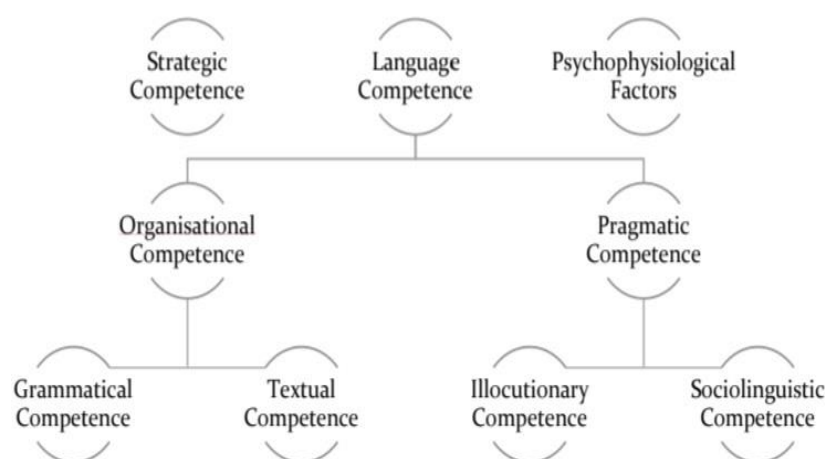 Strategic
Competence
Language
Competence
Psychophysiological
Factors
Organisational
Competence
Pragmatic
Competence
Grammatical
Competence
Textual
Competence
Illocutionary
Competence
Sociolinguistic
Competence